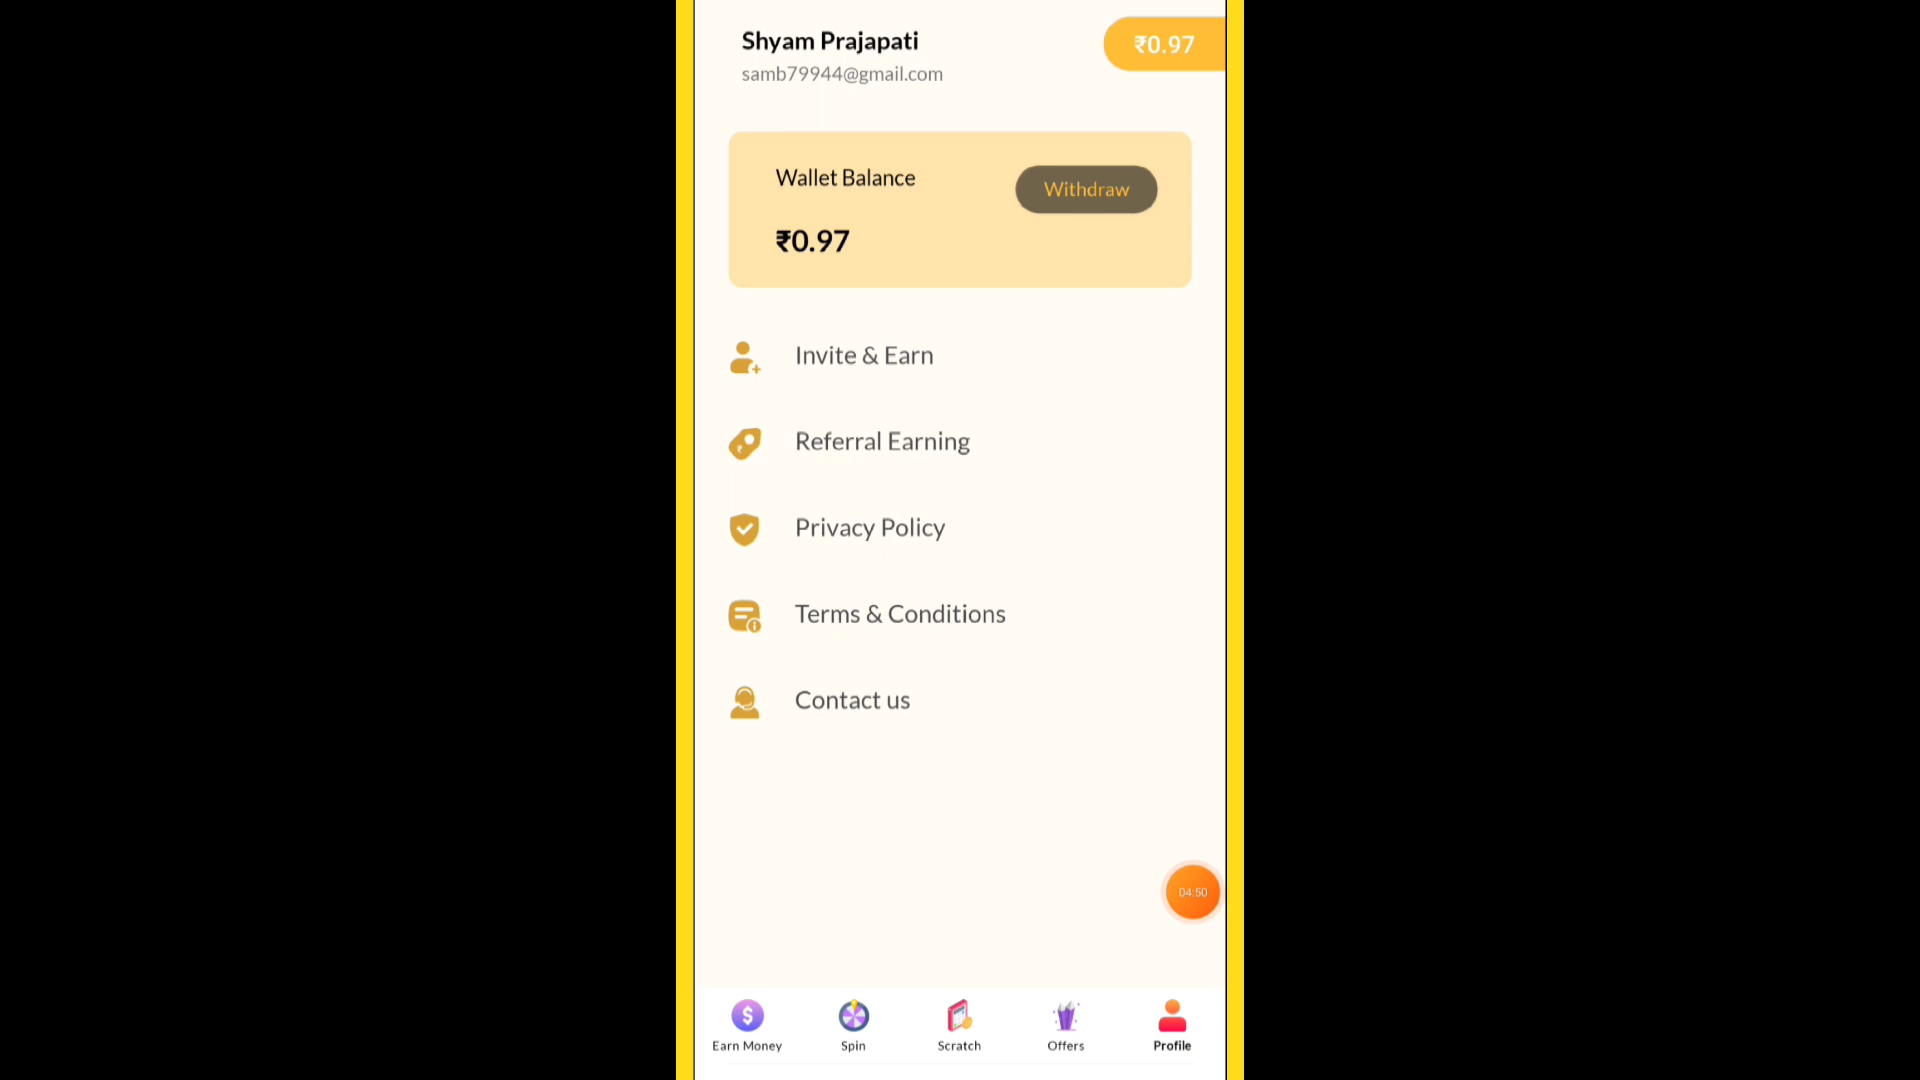 Shyam Prajapati
samb79944@gmail.com
₹0.97
Wallet Balance
Withdraw
₹0.97
Invite & Earn
Referral Earning
Privacy Policy
Terms & Conditions
Contact us
04:50
Earn Money
Spin
Scratch
Offers
Profile